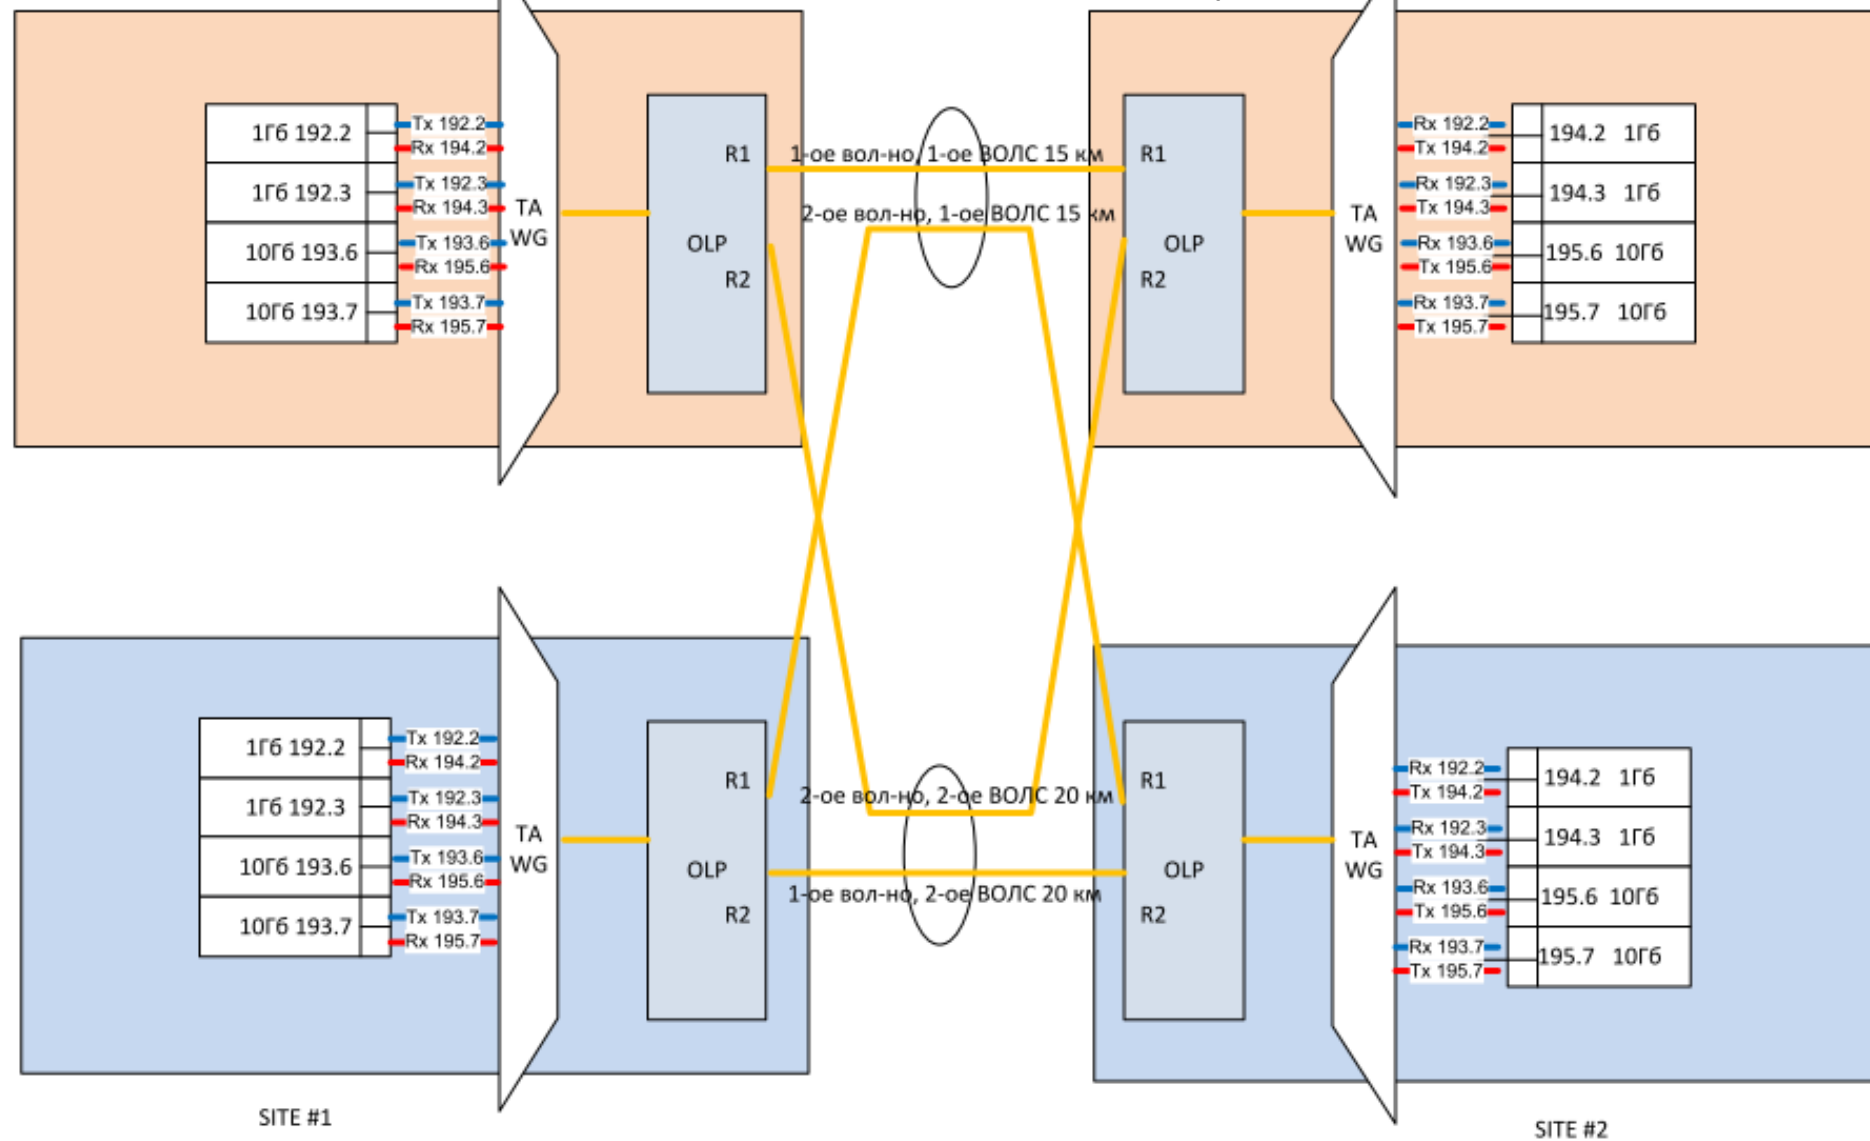 1Гб 192.2
1Гб 192.3
10Гб 193.6
10Гб 193.7
Tx 192.2
Rx 194.2
Tx 192.3
Rx 194.3
Tx 193.6
Rx 195.6
Tx 193.7
Rx 195.7
TA
WG
R1
OLP
R2
1-ое вол-но, 1-ое ВОЛС 15 км
2-ое вол-но, 1-ое ВОЛС 15 км
R1
OLP
R2
TA
WG
Rx 192.2
Tx 194.2
Rx 192.3
Tx 194.3
Rx 193.6
Tx 195.6
Rx 193.7
Tx 195.7
194.2 1Гб
194.3 1Гб
195.6 10Гб
195.7 10Гб
1Гб 192.2
1Гб 192.3
10Гб 193.6
10Гб 193.7
Tx 192.2
Rx 194.2
Tx 192.3
Rx 194.3
Tx 193.6
Rx 195.6
Tx 193.7
Rx 195.7
TA
WG
R1
OLP
R2
2-ое вол-но, 2-ое ВОЛС 20 км
1-ое вол-но, 2-ое ВОЛС 20 км
R1
OLP
R2
TA
WG
Rx 192.2
Tx 194.2
Rx 192.3
Tx 194.3
Rx 193.6
Tx 195.6
Rx 193.7
Tx 195.7
194.2 1Гб
194.3 1Гб
195.6 10Гб
195.7 10Гб
SITE #1
SITE #2